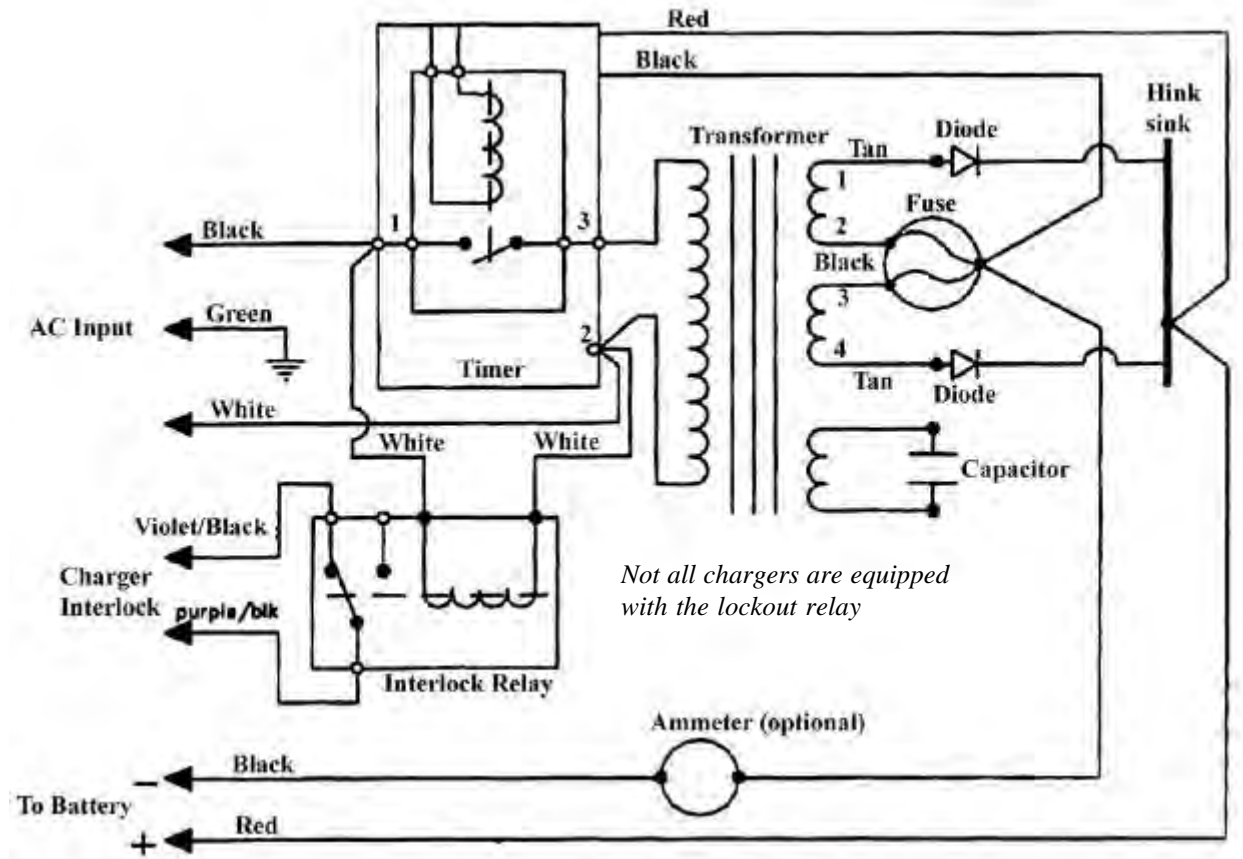 Red
Black
Hink
sink
Transformer
Diode
Tan
1
Fuse
2
Black
1
3
Black
3
AC Input
Green
2
4
Timer
Tan
Diode
White
White
White
Capacitor
Violet/Black
Not all chargers are equipped
with the lockout relay
Charger
Interlock
purple/blk
Interlock Relay
Ammeter (optional)
Black
−
To Battery
+
Red